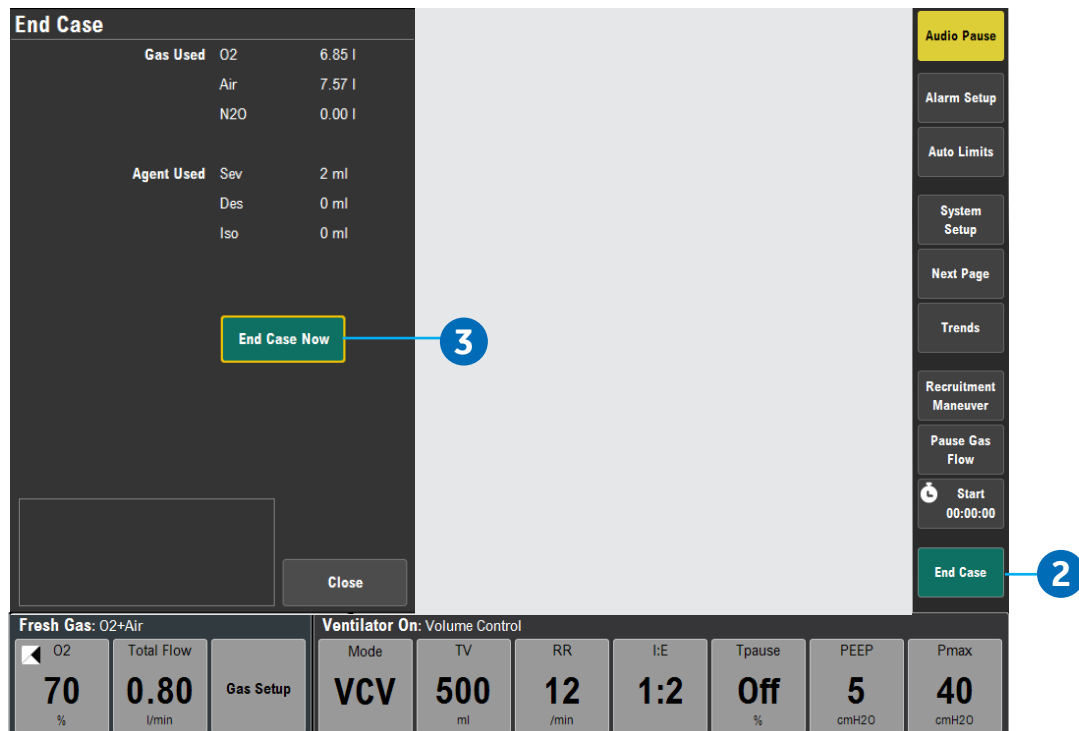 End Case
Gas Used O2 6.85 l
Air 7.57 l
N2O 0.00 l
Agent Used Sev 2 ml
Des 0 ml
Iso 0 ml
End Case Now
3
Close
Audio Pause
Alarm Setup
Auto Limits
System
Setup
Next Page
Trends
Recruitment
Maneuver
Pause Gas
Flow
Start
00:00:00
End Case
2
Fresh Gas: O2+Air
O2
70
%
Total Flow
0.80
l/min
Gas Setup
Ventilator On: Volume Control
Mode
VCV
TV
500
ml
RR
12
/min
I:E
1:2
Tpause
Off
%
PEEP
5
cmH2O
Pmax
40
cmH2O